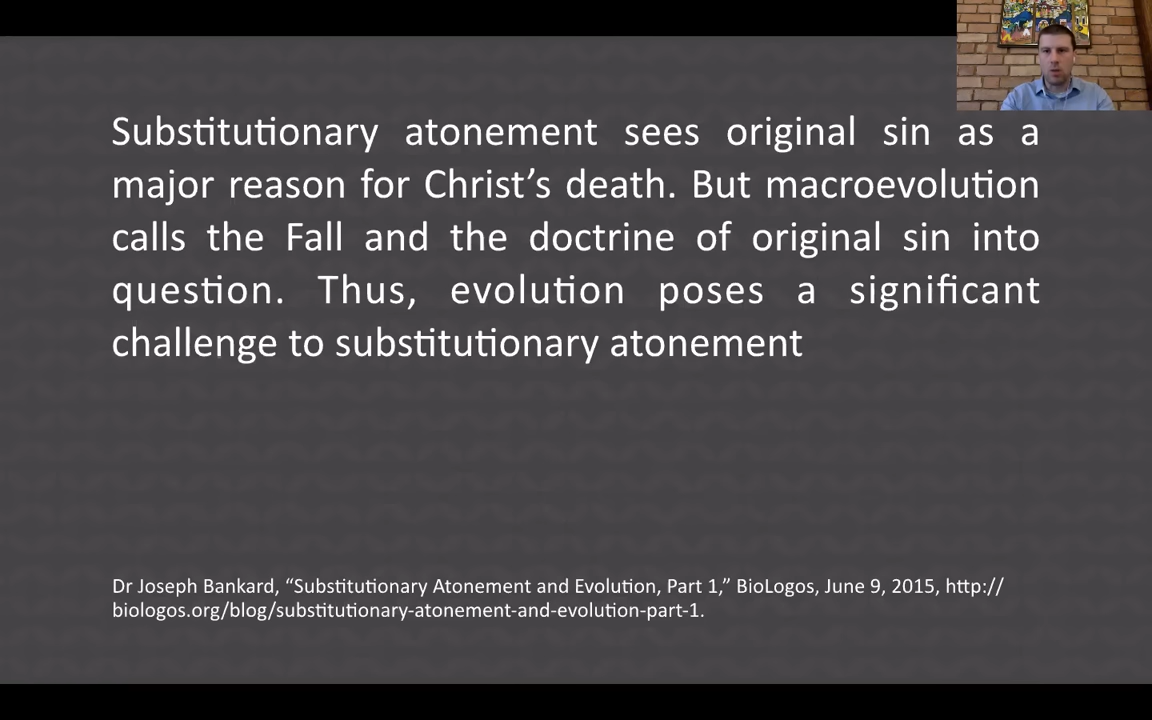 Substitutionary atonement sees original sin as a
major reason for Christ’s death. But macroevolution
calls the Fall and the doctrine of original sin into
question. Thus, evolution poses a significant
challenge to substitutionary atonement
Dr Joseph Bankard, “Substitutionary Atonement and Evolution, Part 1,” BioLogos, June 9, 2015, http://
biologos.org/blog/substitutionary-atonement-and-evolution-part-1.